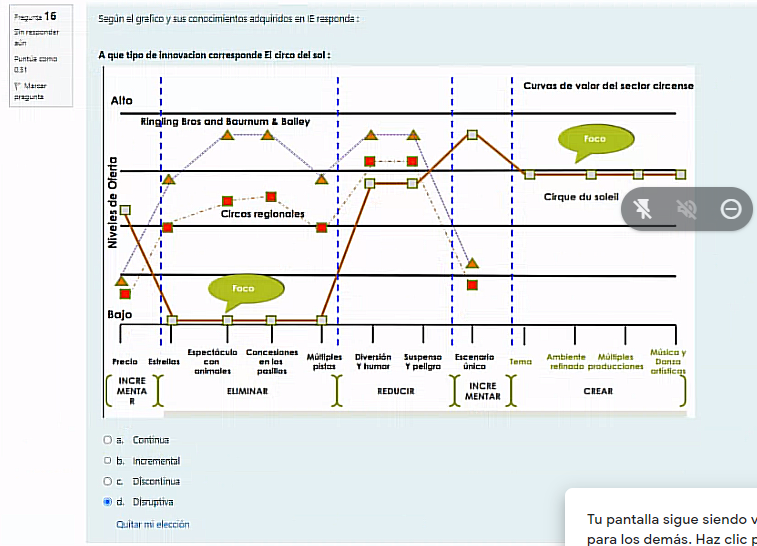 Pregunta 16
Sin responder
aún
Puntúa como
0.31
Marcar
pregunta
Según el grafico y sus conocimientos adquiridos en IE responda :
A que tipo de innovacion corresponde El circo del sol :
Curvas de valor del sector circense
Alto
Ringling Bros and Baurnum & Bailey
Foco
Niveles de Oferta
Circos regionales
Cirque du soleil
Foco
Bajo
Precio
Estrellas
Espectáculo
con
animales
Concesiones
en los
pasillos
Múltiples
pistas
Diversión
Y humor
Suspenso
Y peligro
Escenario
único
Tema
Ambiente
refinado
Múltiples
producciones
Música y
Danza
artísticas
INCRE
MENTA
R
ELIMINAR
REDUCIR
INCRE
MENTAR
CREAR
a. Continua
b. Incremental
c. Discontinua
d. Disruptiva
Quitar mi elección
Tu pantalla sigue siendo v
para los demás. Haz clic p